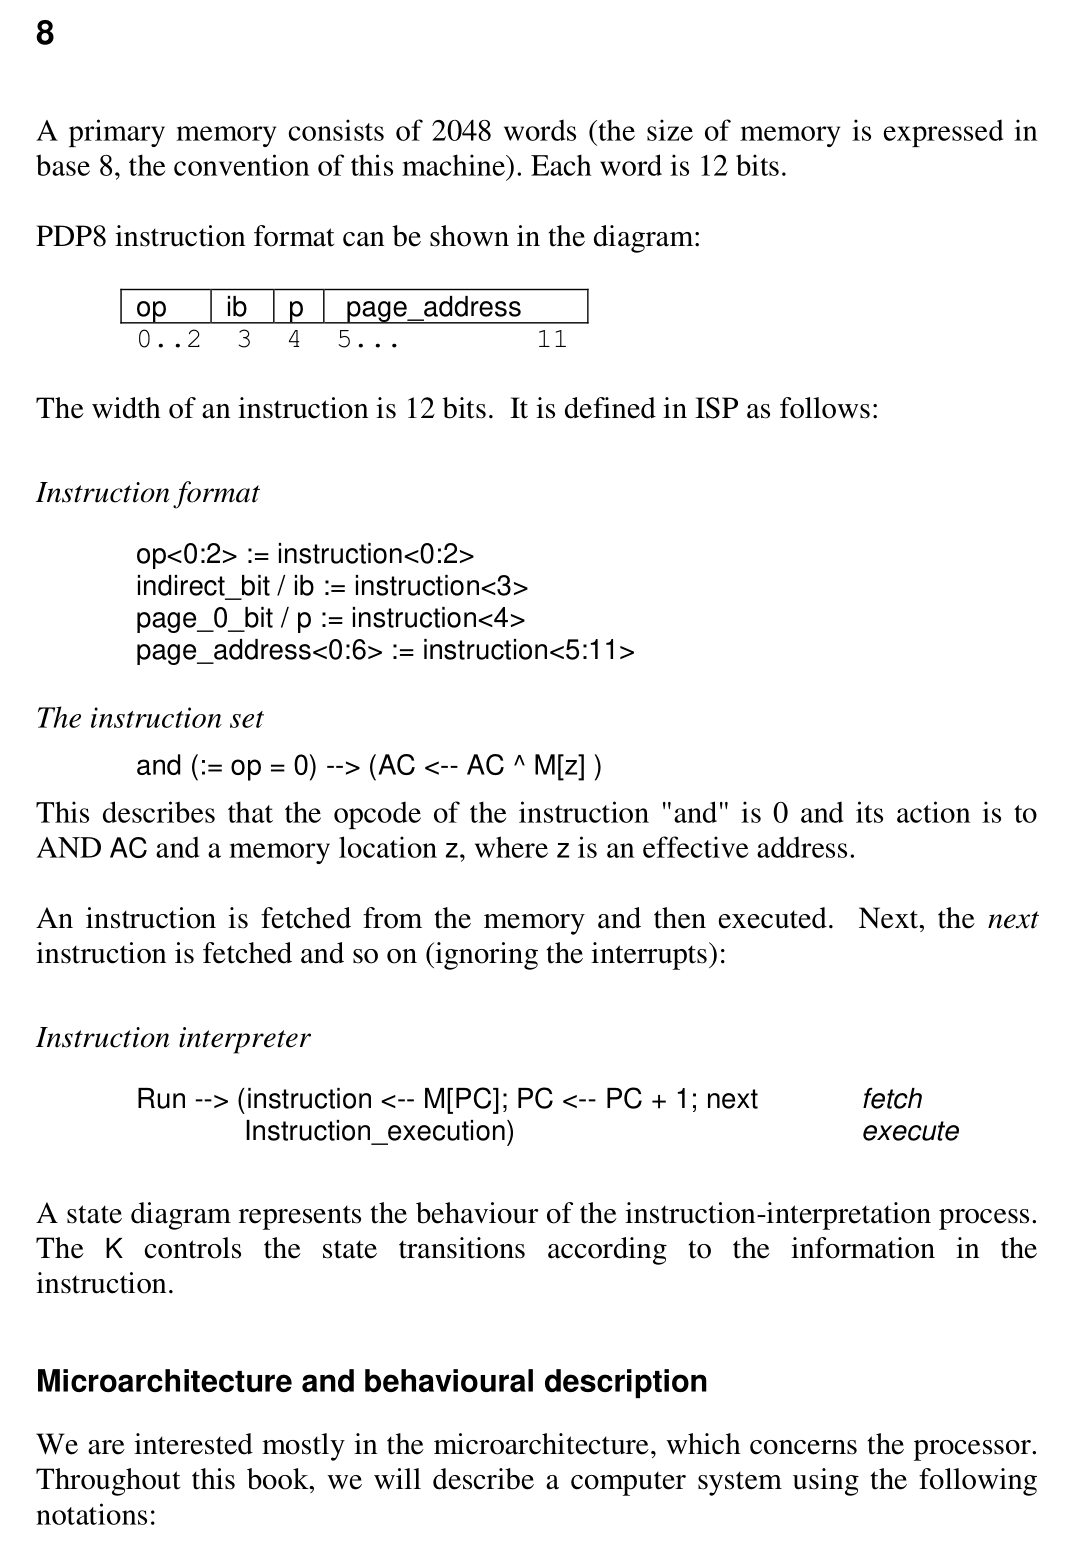 8
A primary memory consists of 2048 words (the size of memory is expressed in
base 8, the convention of this machine). Each word is 12 bits.
PDP8 instruction format can be shown in the diagram:
op ib p page_address
0..2 3 4 5... 11
The width of an instruction is 12 bits.  It is defined in ISP as follows:
Instruction format
op<0:2> := instruction<0:2>
indirect_bit / ib := instruction<3>
page_0_bit / p := instruction<4>
page_address<0:6> := instruction<5:11>
The instruction set
and (:= op = 0) --> (AC <-- AC ^ M[z] )
This describes that the opcode of the instruction "and" is 0 and its action is to
AND AC and a memory location z, where z is an effective address.
An instruction is fetched from the memory and then executed.  Next, the next
instruction is fetched and so on (ignoring the interrupts):
Instruction interpreter
Run --> (instruction <-- M[PC]; PC <-- PC + 1; next fetch
Instruction_execution) execute
A state diagram represents the behaviour of the instruction-interpretation process.
The K controls the state transitions according to the information in the
instruction.
Microarchitecture and behavioural description
We are interested mostly in the microarchitecture, which concerns the processor.
Throughout this book, we will describe a computer system using the following
notations: